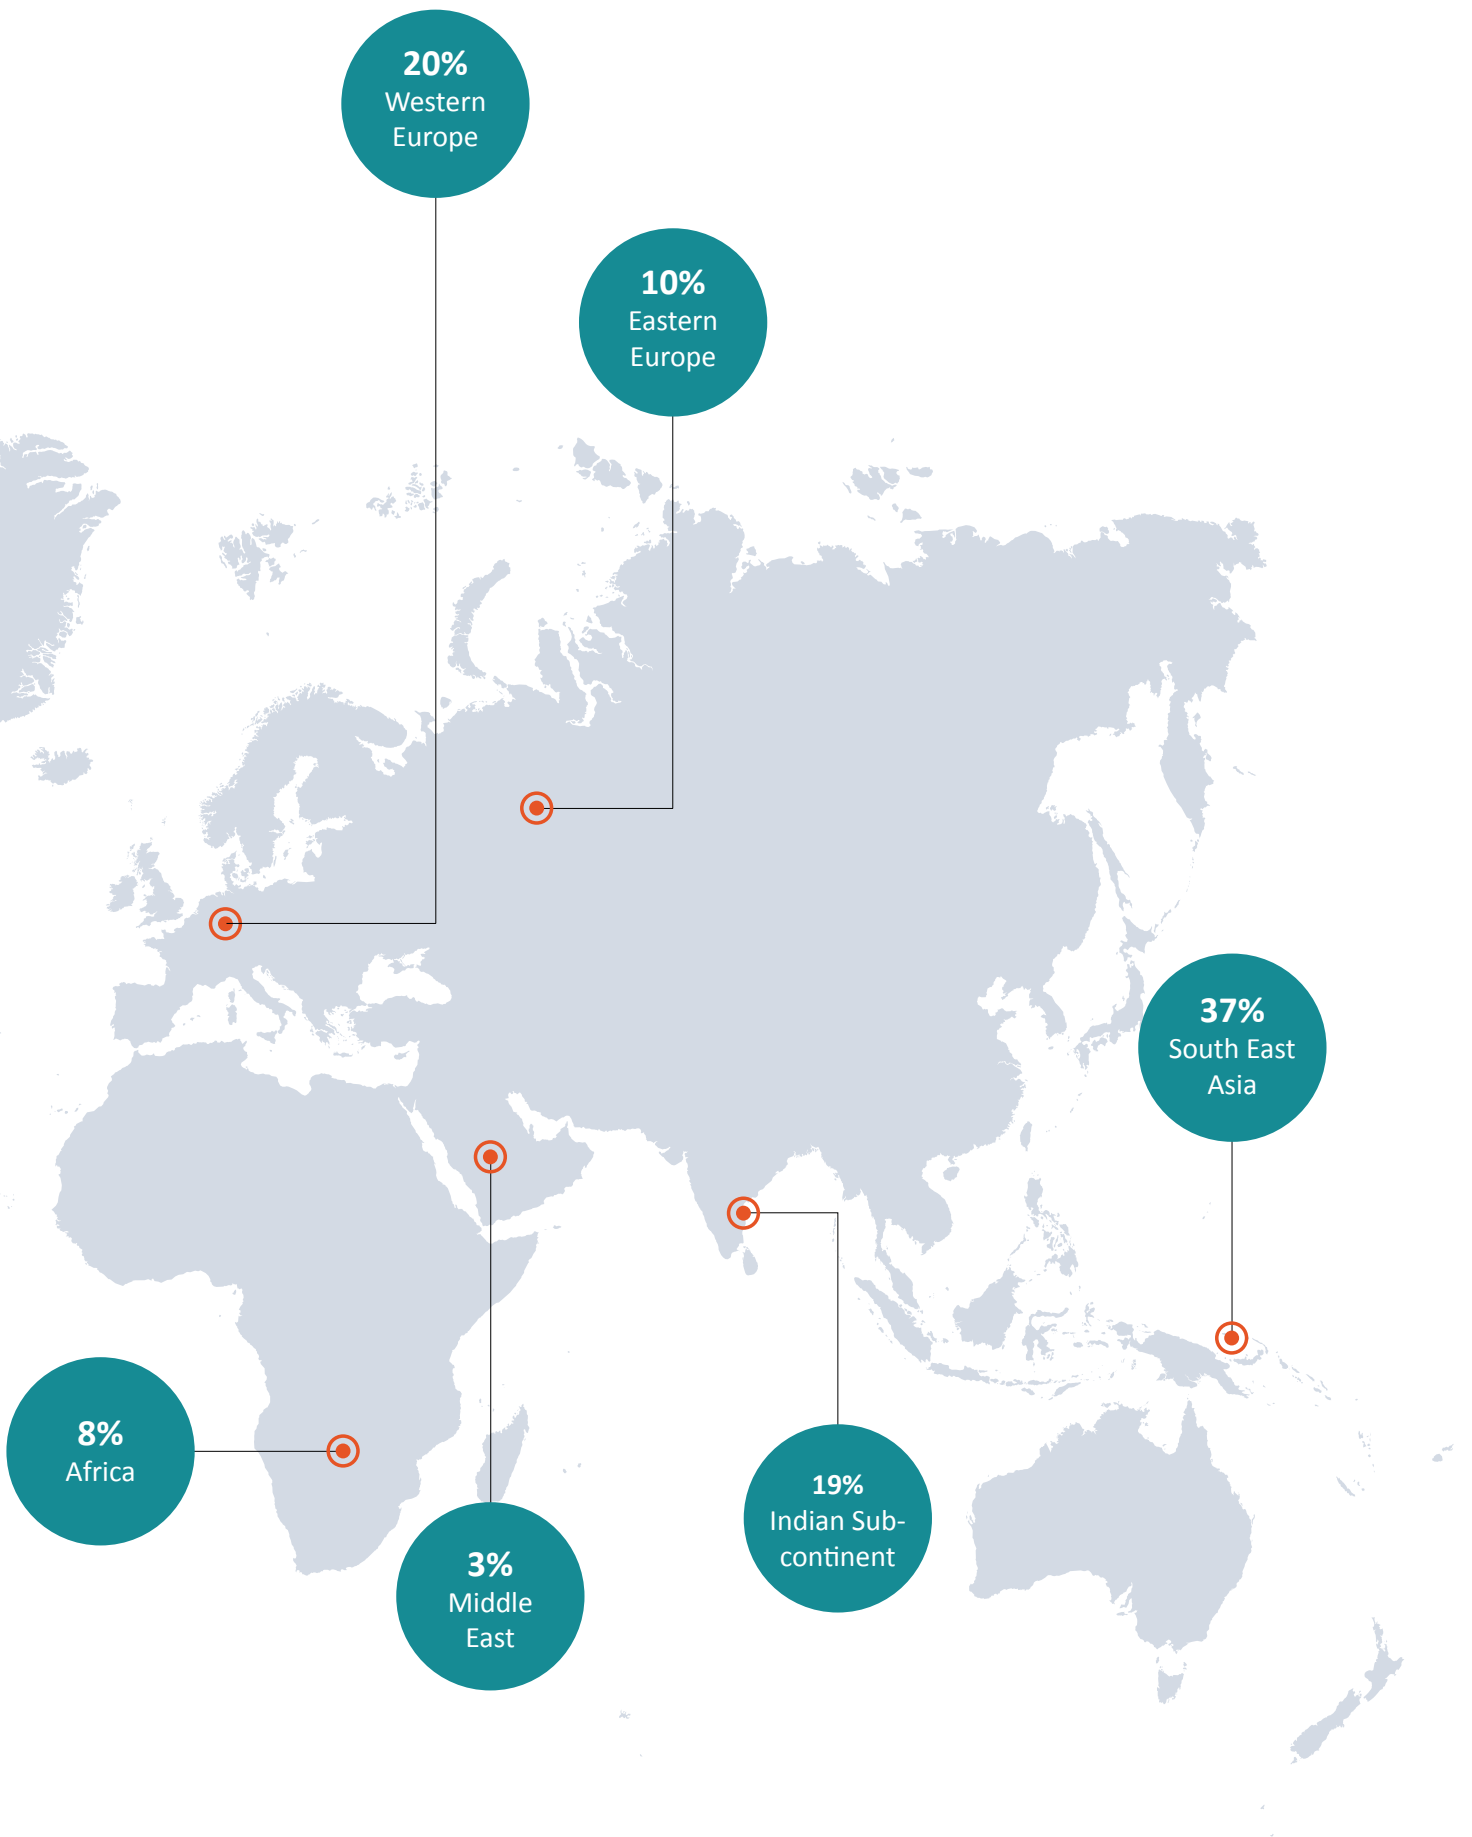 20%
Western
Europe
10%
Eastern
Europe
37%
South East
Asia
8%
Africa
19%
Indian Sub-
continent
3%
Middle
East